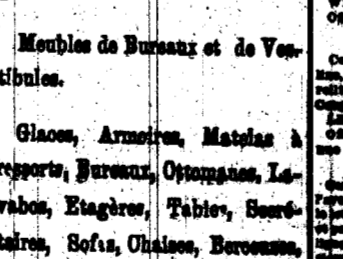 Meubles de Bureaux et de Ves-
tibules.
Glaces, Armoires, Matelas à
ressorts, Bureaux, Ottomanes, La-
vabos, Etagères, Tables, Secré-
taires, Sofas, Chaises, Berceuses,